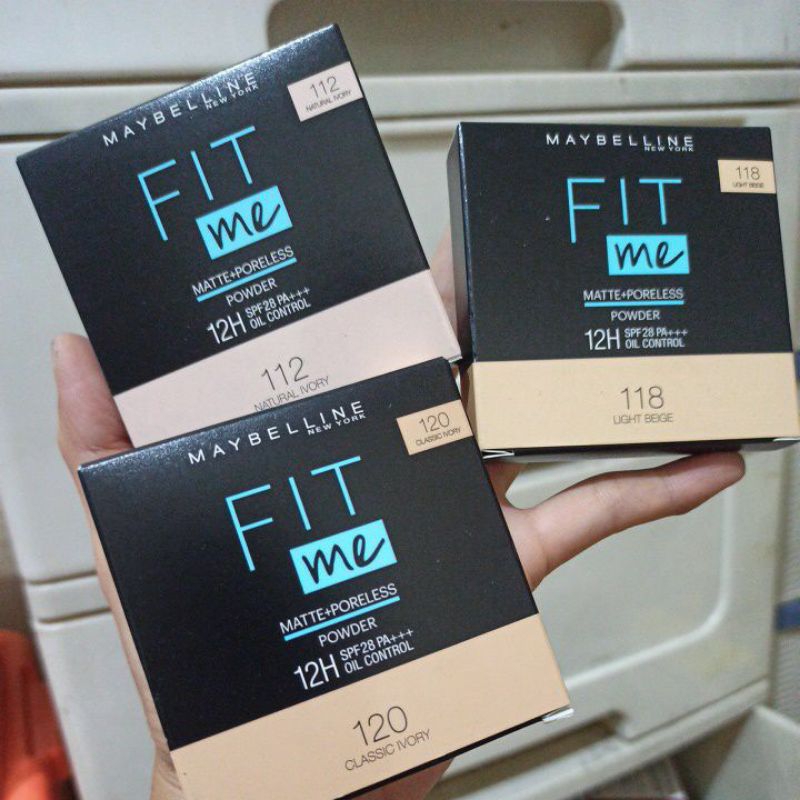 MAYBELLINE
NEW YORK
112
NATURAL IVORY
FIT
me
MATTE+PORELESS
POWDER
12H SPF28 PA+++
OIL CONTROL
112
NATURAL IVORY
MAYBELLINE
NEW YORK
118
LIGHT BEIGE
FIT
me
MATTE+PORELESS
POWDER
12H SPF28 PA+++
OIL CONTROL
118
LIGHT BEIGE
MAYBELLINE
NEW YORK
120
CLASSIC IVORY
FIT
me
MATTE+PORELESS
POWDER
12H SPF28 PA+++
OIL CONTROL
120
CLASSIC IVORY